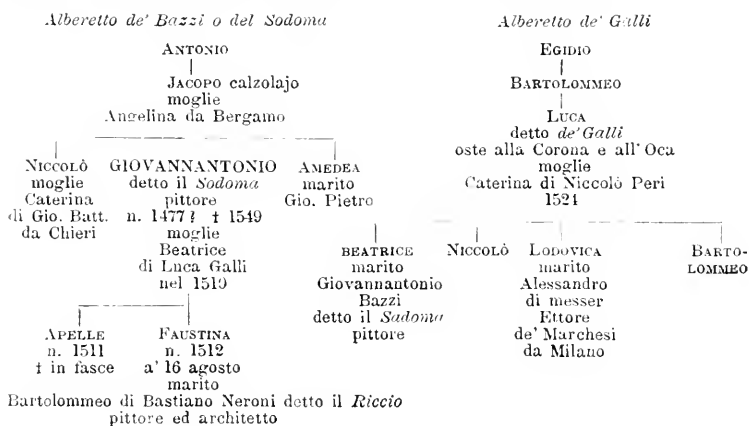 Alberetto de' Bazzi o del Sodoma
ANTONIO
JACOPO calzolajo
moglie
Angelina da Bergamo
NICCOLÒ
moglie
Caterina
di Gio. Batt.
da Chieri
GIOVANNANTONIO
detto il Sodoma
pittore
n. 1477? † 1549
moglie
Beatrice
di Luca Galli
nel 1510
AMEDEA
marito
Gio. Pietro
APELLE
n. 1511
† in fasce
FAUSTINA
n. 1512
a' 16 agosto
marito
Bartolommeo di Bastiano Neroni detto il Riccio
pittore ed architetto
Alberetto de' Galli
EGIDIO
BARTOLOMMEO
LUCA
detto de' Galli
oste alla Corona e all' Oca
moglie
Caterina di Niccolò Peri
1524
BEATRICE
marito
Giovannantonio
Bazzi
detto il Sadoma
pittore
NICCOLÒ
LODOVICA
marito
Alessandro
di messer
Ettore
de' Marchesi
da Milano
BARTO-
LOMMEO